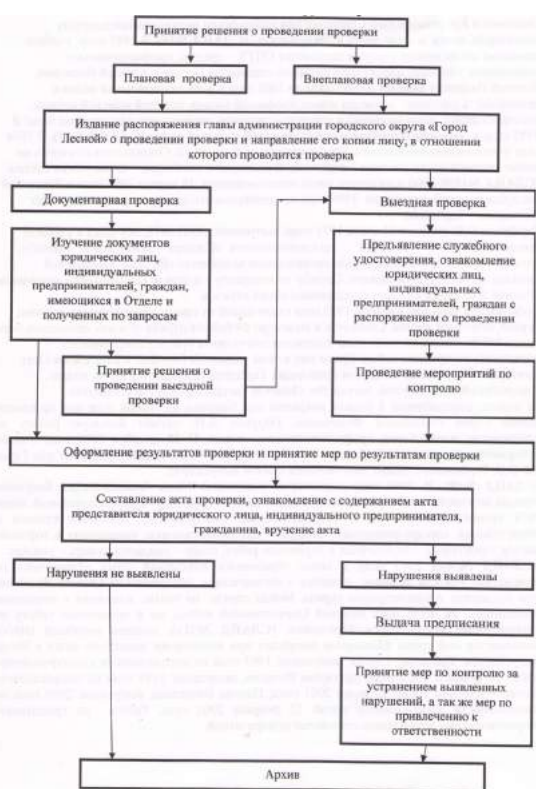 Принятие решения о проведении проверки
Плановая проверка
Внеплановая проверка
Издание распоряжения главы администрации городского округа «Город
Лесной» о проведении проверки и направление его копии лицу, в отношении
которого проводится проверка
Документарная проверка
Выездная проверка
Изучение документов
юридических лиц,
индивидуальных
предпринимателей, граждан,
имеющихся в Отделе и
полученных по запросам
Предъявление служебного
удостоверения, ознакомление
юридических лиц,
индивидуальных
предпринимателей, граждан с
распоряжением о проведении
проверки
Принятие решения о
проведении выездной
проверки
Проведение мероприятий по
контролю
Оформление результатов проверки и принятие мер по результатам проверки
Составление акта проверки, ознакомление с содержанием акта
представителя юридического лица, индивидуального предпринимателя,
гражданина, вручение акта
Нарушения не выявлены
Нарушения выявлены
Выдача предписания
Принятие мер по контролю за
устранением выявленных
нарушений, а так же мер по
привлечению к
ответственности
Архив